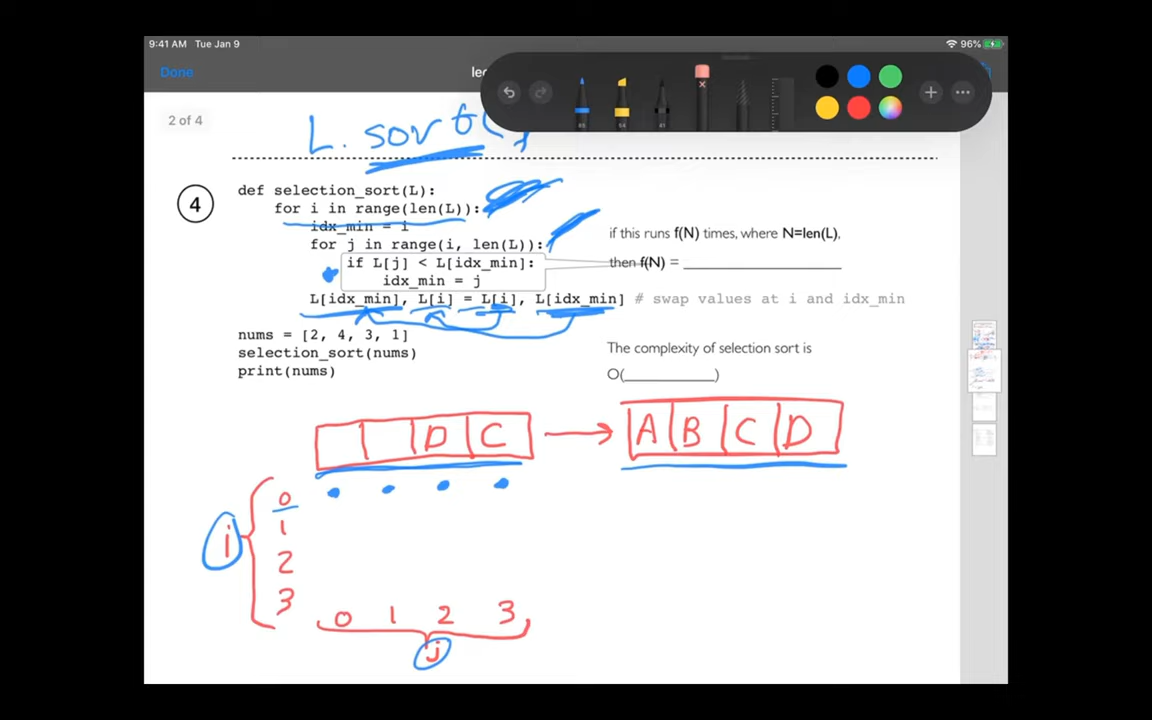 9:41 AM Tue Jan 9
96%
Done
lec
2 of 4
L. sort(
4
def selection_sort(L):
for i in range(len(L)):
idx_min = i
for j in range(i, len(L)):
if L[j] < L[idx_min]:
idx_min = j
L[idx_min], L[i] = L[i], L[idx_min] # swap values at i and idx_min
nums = [2, 4, 3, 1]
selection_sort(nums)
print(nums)
if this runs f(N) times, where N=len(L),
then f(N) = ____________________
The complexity of selection sort is
O(____________)
D C → A B C D
i
0
1
2
3
0 1 2 3
j